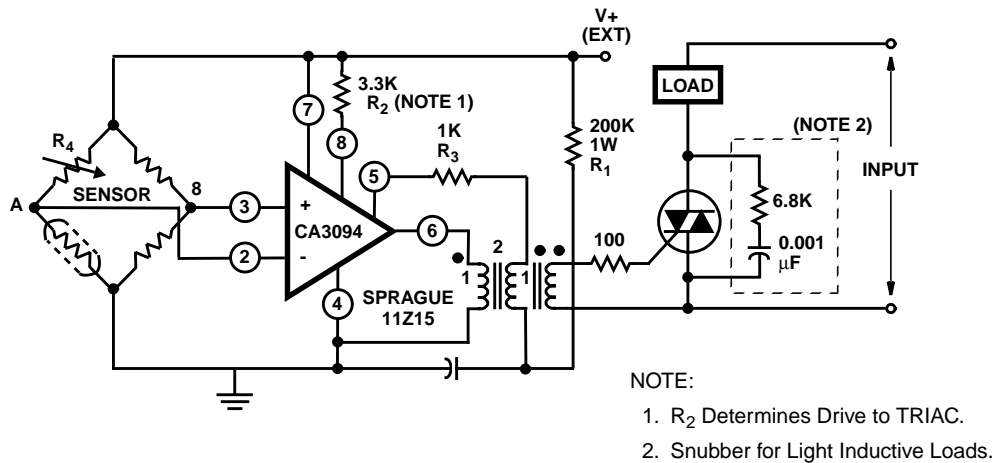 V+
(EXT)
3.3K
R2 (NOTE 1)
7
8
1K
R3
200K
1W
R1
LOAD
(NOTE 2)
INPUT
R4
SENSOR
A
8
3
+
5
CA3094
6
2
-
4
2
1
1
SPRAGUE
11Z15
100
6.8K
0.001
μF
NOTE:
1. R2 Determines Drive to TRIAC.
2. Snubber for Light Inductive Loads.